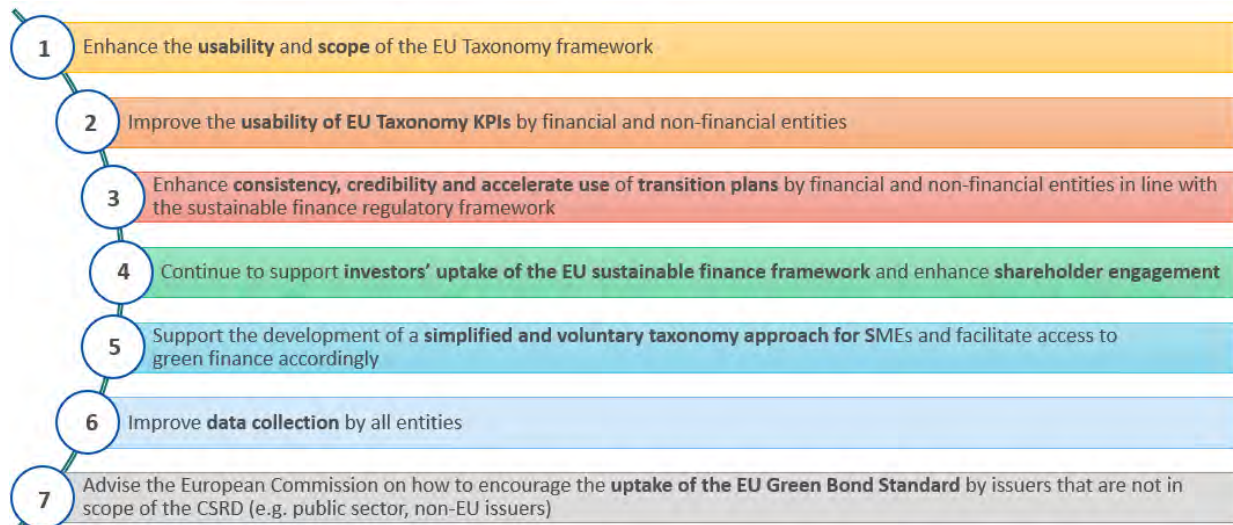 1
Enhance the usability and scope of the EU Taxonomy framework
2
Improve the usability of EU Taxonomy KPIs by financial and non-financial entities
3
Enhance consistency, credibility and accelerate use of transition plans by financial and non-financial entities in line with
the sustainable finance regulatory framework
4
Continue to support investors’ uptake of the EU sustainable finance framework and enhance shareholder engagement
5
Support the development of a simplified and voluntary taxonomy approach for SMEs and facilitate access to
green finance accordingly
6
Improve data collection by all entities
7
Advise the European Commission on how to encourage the uptake of the EU Green Bond Standard by issuers that are not in
scope of the CSRD (e.g. public sector, non-EU issuers)